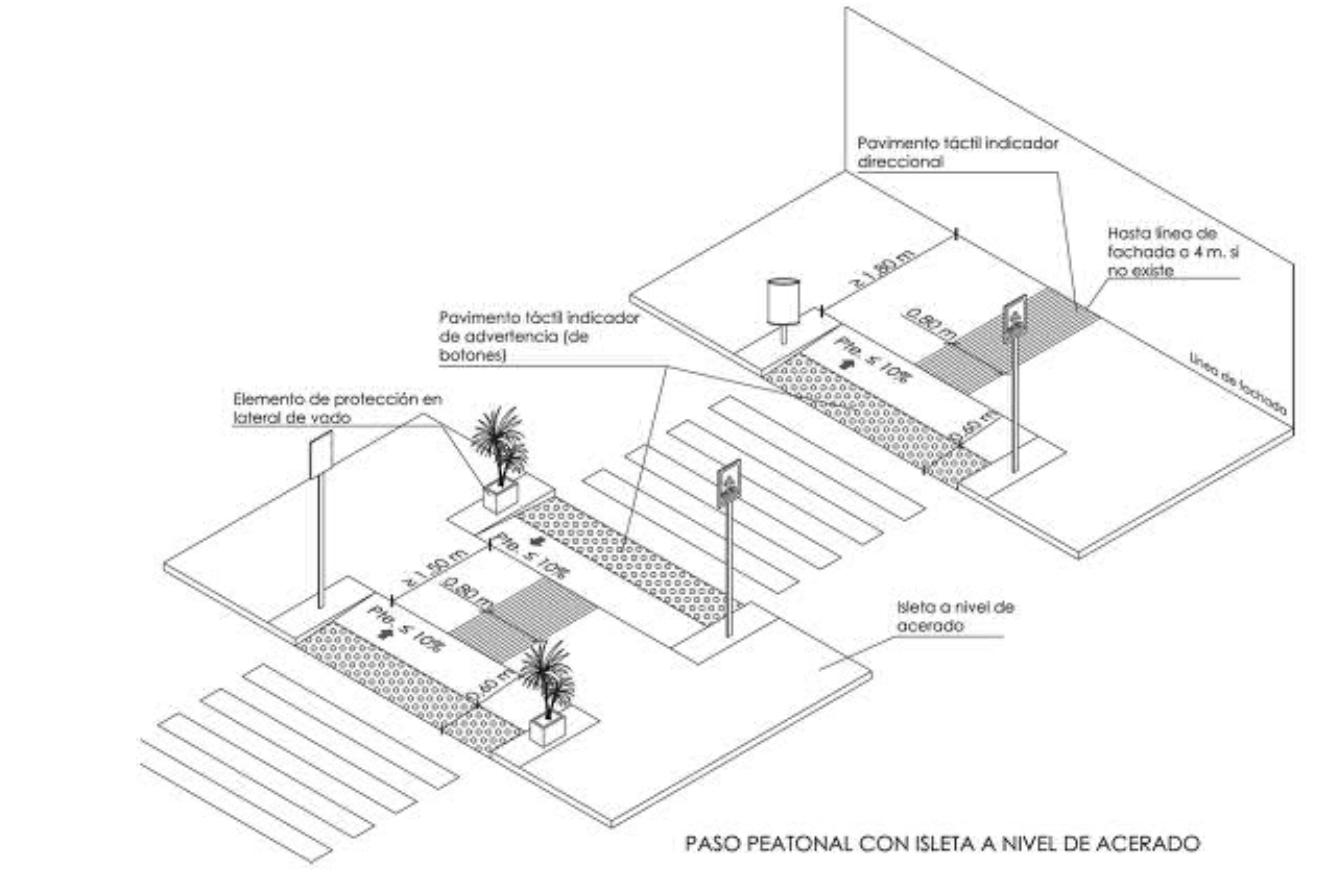 Pavimento táctil indicador
direccional
Hasta línea de
fachada o 4 m. si
no existe
≥ 1,80 m
0,80 m
Pte. ≤ 10%
Línea de fachada
0,60 m
Pavimento táctil indicador
de advertencia (de
botones)
Elemento de protección en
lateral de vado
Pte. ≤ 10%
≥ 1,50 m
0,80 m
Pte. ≤ 10%
0,60 m
Isleta a nivel de
acerado
PASO PEATONAL CON ISLETA A NIVEL DE ACERADO